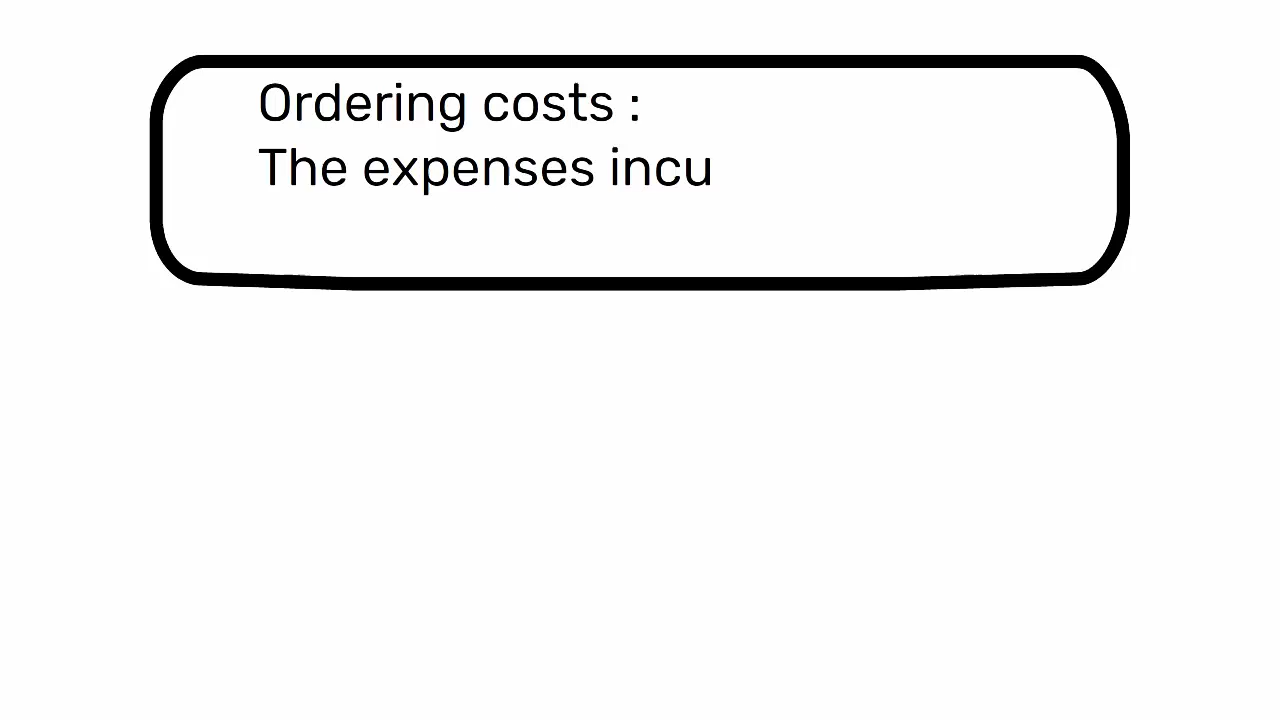 Ordering costs :
The expenses incu